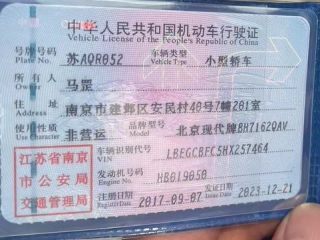 中华人民共和国机动车行驶证
Vehicle License of the People's Republic of China
号牌号码 苏AQR052 车辆类型 小型轿车
Plate No. Vehicle Type
所有人 马罡
Owner
住址 南京市建邺区安民村40号7幢201室
Address
使用性质 非营运 品牌型号 北京现代牌BH7162QAV
Use Character Model
江苏省南京
市公安局
交通管理局
车辆识别代号 LBEGCBFC5HX257464
VIN
发动机号码 HB019050
Engine No.
注册日期 2017-09-07 发证日期 2023-12-21
Register Date Issue Date